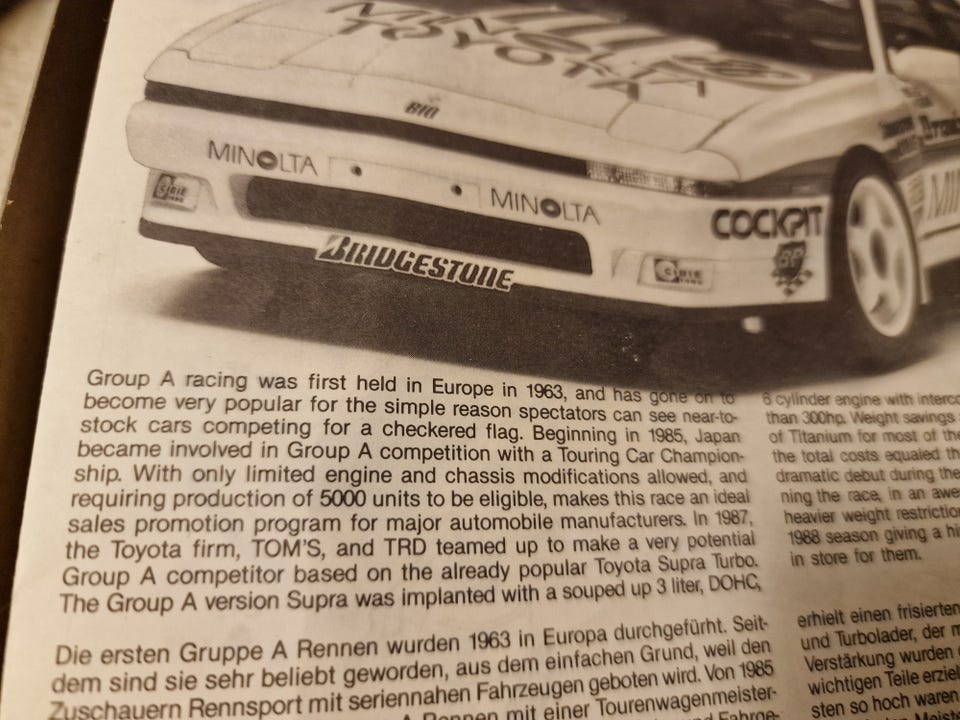 MINOLTA
TOYOTA
BIG
MINOLTA
MINOLTA
CIBIE
COCKPIT
BP
CIBIE
BRIDGESTONE
Group A racing was first held in Europe in 1963, and has gone on to
become very popular for the simple reason spectators can see near-to-
stock cars competing for a checkered flag. Beginning in 1985, Japan
became involved in Group A competition with a Touring Car Champion-
ship. With only limited engine and chassis modifications allowed, and
requiring production of 5000 units to be eligible, makes this race an ideal
sales promotion program for major automobile manufacturers. In 1987,
the Toyota firm, TOM'S, and TRD teamed up to make a very potential
Group A competitor based on the already popular Toyota Supra Turbo.
The Group A version Supra was implanted with a souped up 3 liter, DOHC,
6 cylinder engine with interco
than 300hp. Weight savings
of Titanium for most of the
the total costs equaled th
dramatic debut during the
ning the race, in an awe
heavier weight restriction
1988 season giving a hi
in store for them.
Die ersten Gruppe A Rennen wurden 1963 in Europa durchgefürht. Seit-
dem sind sie sehr beliebt geworden, aus dem einfachen Grund, weil den
Zuschauern Rennsport mit seriennahen Fahrzeugen geboten wird. Von 1985
A Rennen mit einer Tourenwagenmeister-
erhielt einen frisierten
und Turbolader, der m
Verstärkung wurden
wichtigen Teile erziel
sten so hoch waren